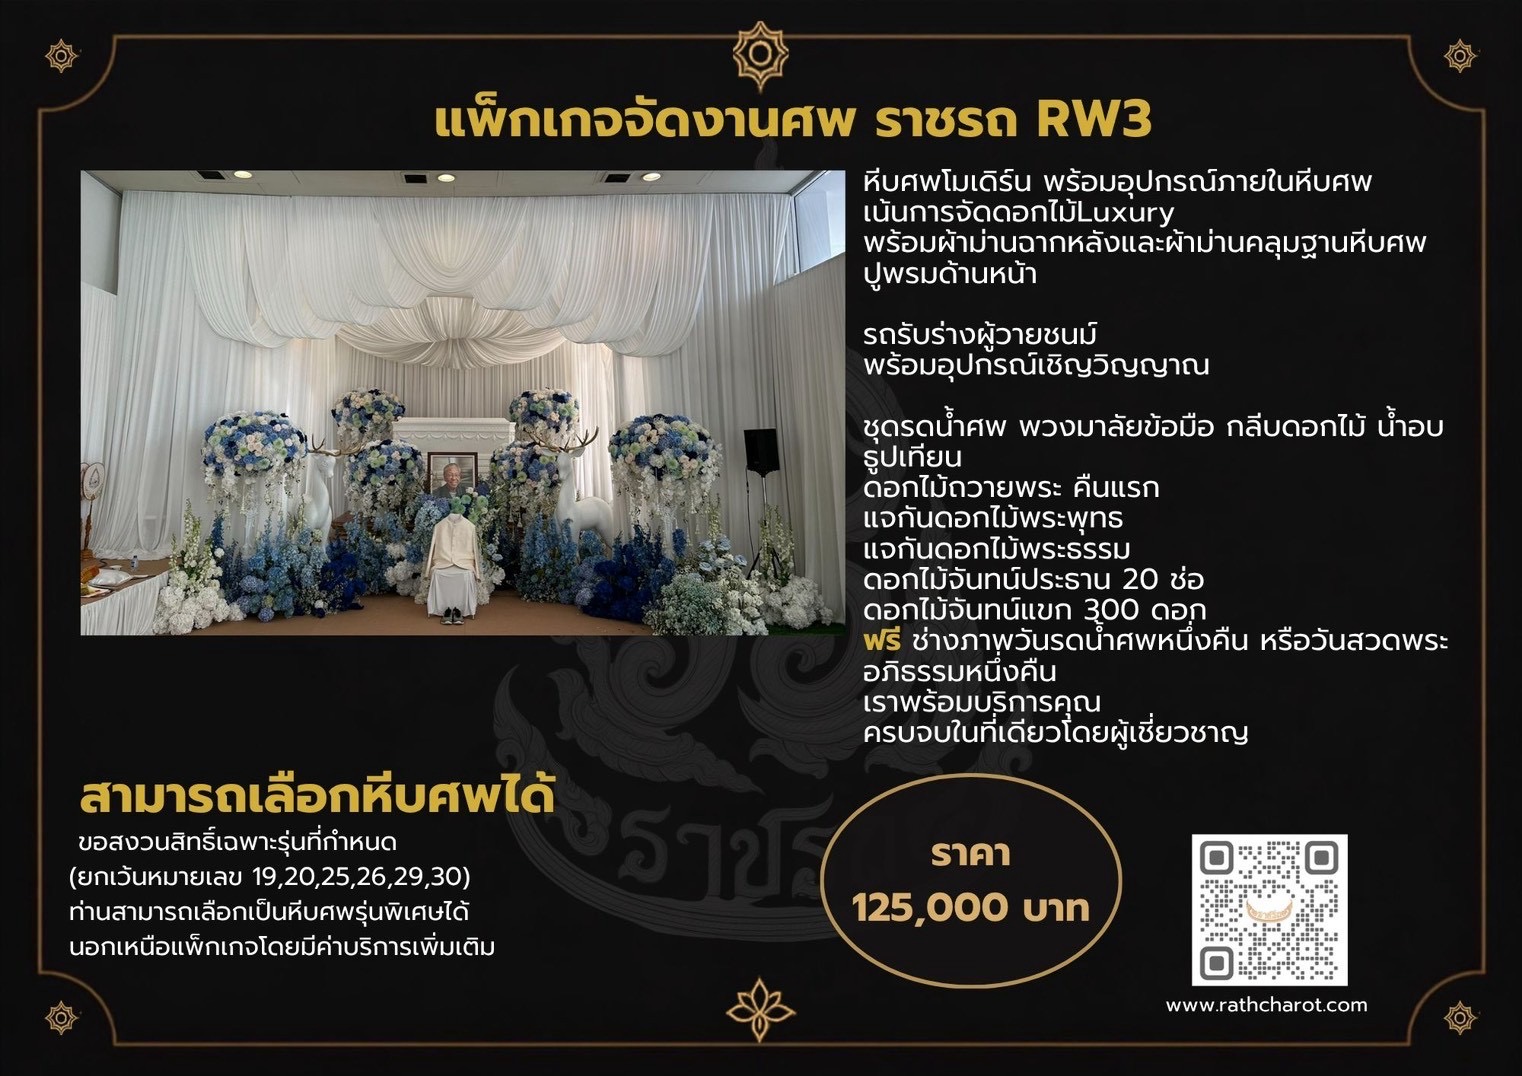 แพ็กเกจจัดงานศพ ราชรถ RW3
หีบศพโมเดิร์น พร้อมอุปกรณ์ภายในหีบศพ
เน้นการจัดดอกไม้Luxury
พร้อมผ้าม่านฉากหลังและผ้าม่านคลุมฐานหีบศพ
ปูพรมด้านหน้า
รถรับร่างผู้วายชนม์
พร้อมอุปกรณ์เชิญวิญญาณ
ชุดรดน้ำศพ พวงมาลัยข้อมือ กลีบดอกไม้ น้ำอบ
ธูปเทียน
ดอกไม้ถวายพระ คืนแรก
แจกันดอกไม้พระพุทธ
แจกันดอกไม้พระธรรม
ดอกไม้จันทน์ประธาน 20 ช่อ
ดอกไม้จันทน์แขก 300 ดอก
ฟรี ช่างภาพวันรดน้ำศพหนึ่งคืน หรือวันสวดพระ
อภิธรรมหนึ่งคืน
เราพร้อมบริการคุณ
ครบจบในที่เดียวโดยผู้เชี่ยวชาญ
สามารถเลือกหีบศพได้
ขอสงวนสิทธิ์เฉพาะรุ่นที่กำหนด
(ยกเว้นหมายเลข 19,20,25,26,29,30)
ท่านสามารถเลือกเป็นหีบศพรุ่นพิเศษได้
นอกเหนือแพ็กเกจโดยมีค่าบริการเพิ่มเติม
ราคา
125,000 บาท
www.rathcharot.com